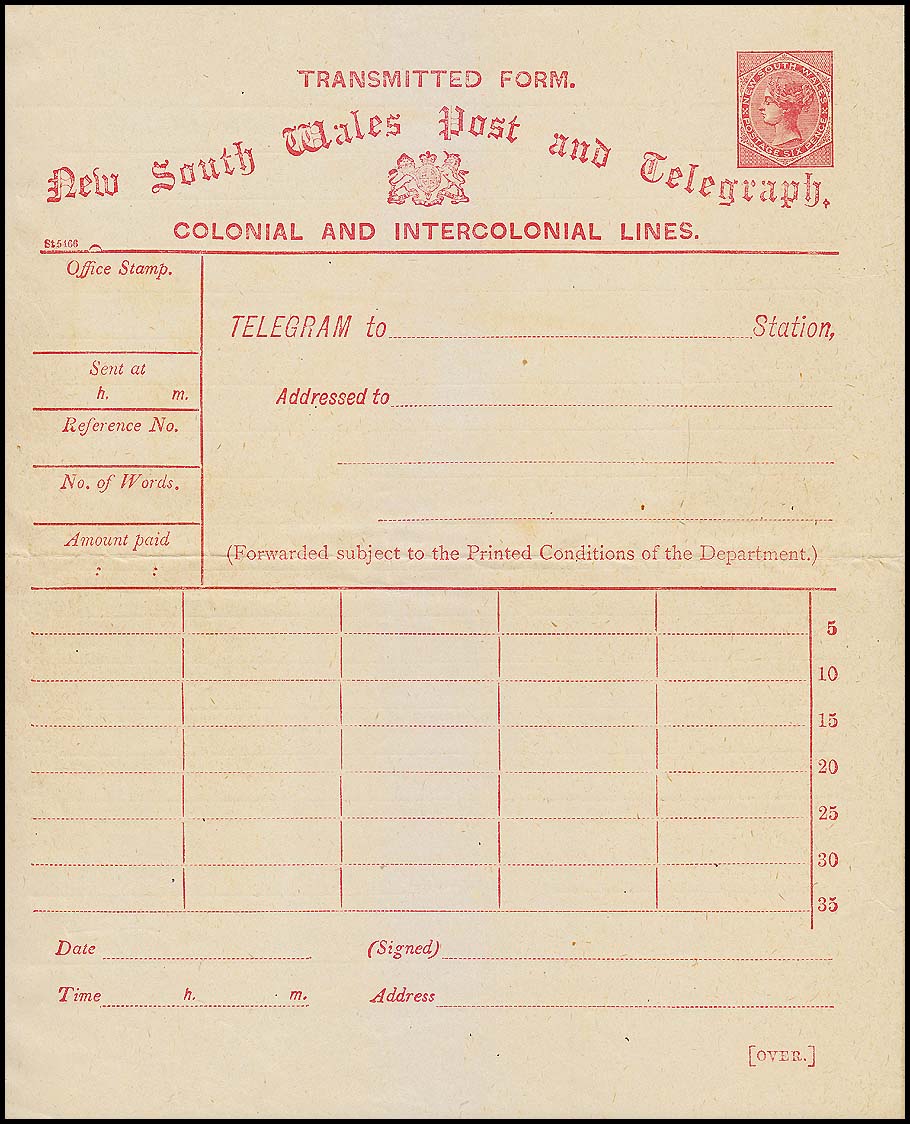 TRANSMITTED FORM.
NEW SOUTH WALES
POSTAGE SIX PENCE
New South Wales Post and Telegraph.
COLONIAL AND INTERCOLONIAL LINES.
St 5466
Office Stamp.
TELEGRAM to Station,
Sent at
h. m.
Addressed to
Reference No.
No. of Words.
Amount paid
: :
(Forwarded subject to the Printed Conditions of the Department.)
5
10
15
20
25
30
35
Date (Signed)
Time h. m. Address
[OVER.]